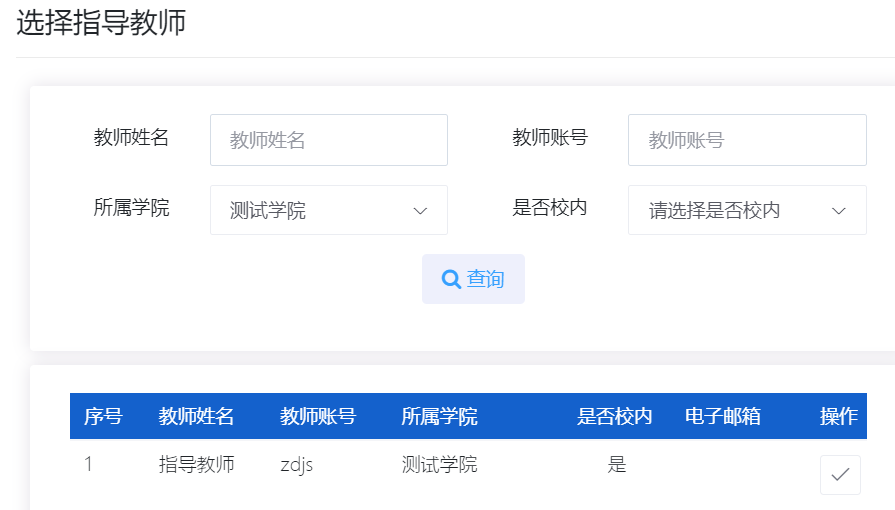 选择指导教师
教师姓名 教师姓名 教师账号 教师账号
所属学院 测试学院 是否校内 请选择是否校内
查询
序号 教师姓名 教师账号 所属学院 是否校内 电子邮箱 操作
1 指导教师 zdjs 测试学院 是